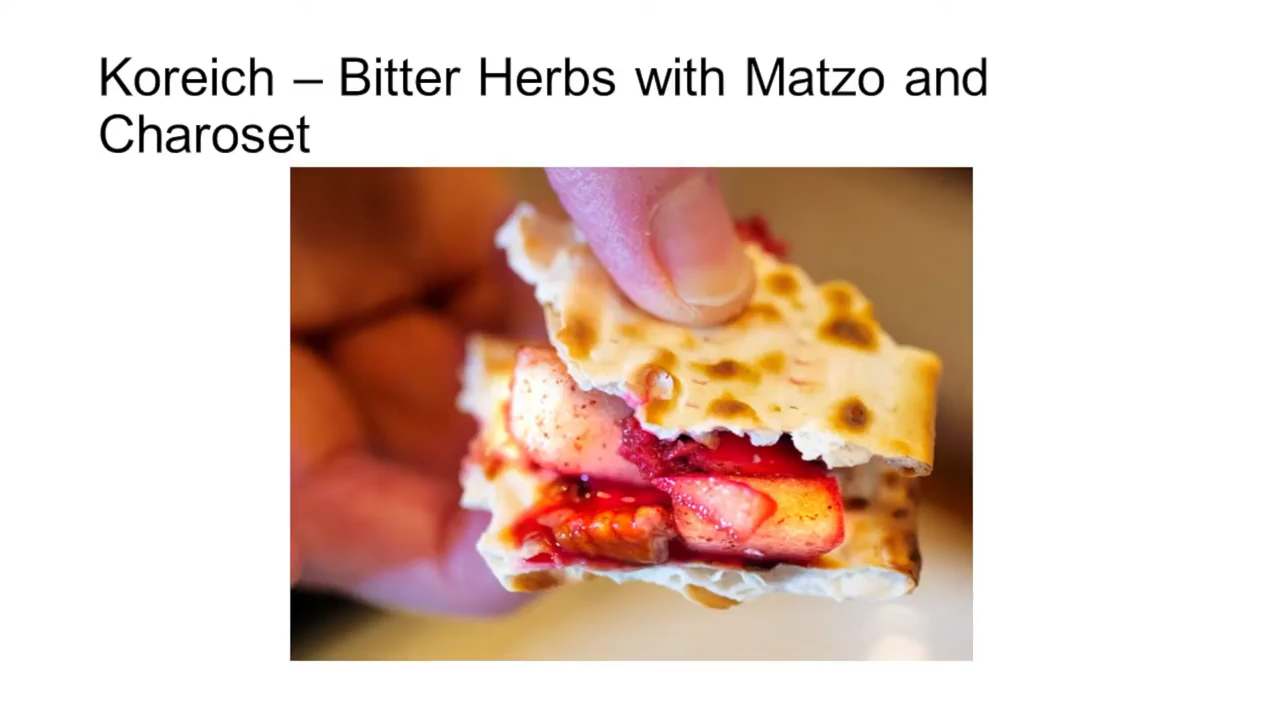 Koreich – Bitter Herbs with Matzo and
Charoset